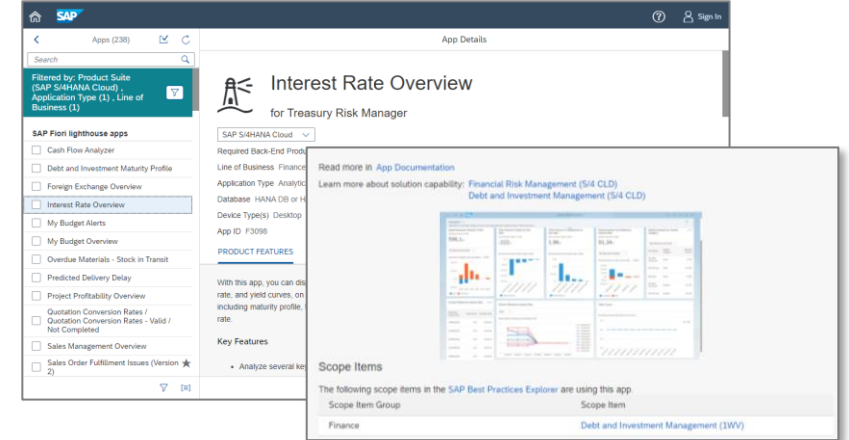 SAP
Sign In
Apps (238)
App Details
Search
Filtered by: Product Suite
(SAP S/4HANA Cloud) ,
Application Type (1) , Line of
Business (1)
SAP Fiori lighthouse apps
Cash Flow Analyzer
Debt and Investment Maturity Profile
Foreign Exchange Overview
Interest Rate Overview
My Budget Alerts
My Budget Overview
Overdue Materials - Stock in
Transit
Predicted Delivery Delay
Project Profitability Overview
Quotation Conversion Rates /
Quotation Conversion Rates - Valid /
Not Completed
Sales Management Overview
Sales Order Fulfillment Issues (Version
2)
Interest Rate Overview
for Treasury Risk Manager
SAP S/4HANA Cloud
Required Back-End Produ
Line of Business Finance
Application Type Analytic
Database HANA DB or H
Device Type(s) Desktop
App ID F3098
PRODUCT FEATURES
With this app, you can dis
rate, and yield curves, on
including maturity profile,
rate.
Key Features
Analyze several key
Read more in App Documentation
Learn more about solution capability: Financial Risk Management (S/4 CLD)
Debt and Investment Management (S/4 CLD)
Scope Items
The following scope items in the SAP Best Practices Explorer are using this app.
Scope Item Group Scope Item
Finance Debt and Investment Management (1WV)